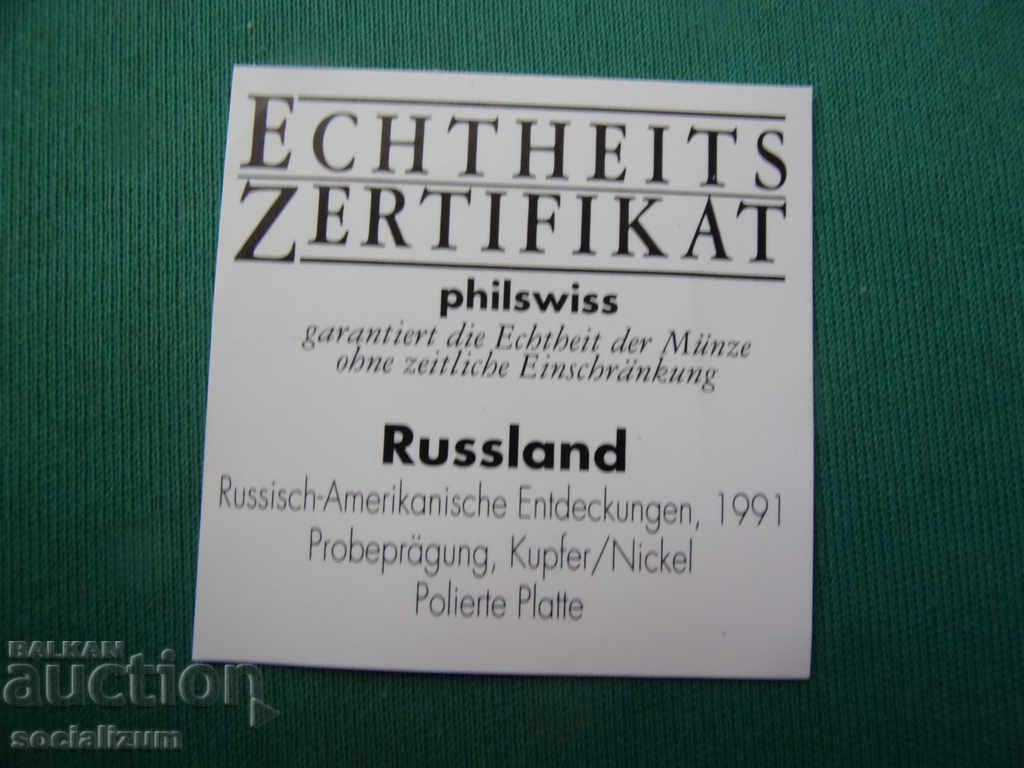 ECHTHEITS
ZERTIFIKAT
philswiss
garantiert die Echtheit der Münze
ohne zeitliche Einschränkung
Russland
Russisch-Amerikanische Entdeckungen, 1991
Probeprägung, Kupfer/Nickel
Polierte Platte
BALKAN
auction
socializum